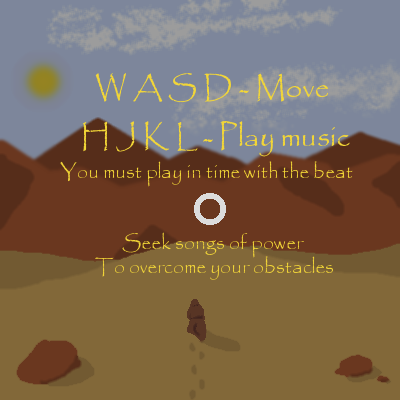 W A S D - Move
H J K L - Play music
You must play in time with the beat
Seek songs of power
To overcome your obstacles